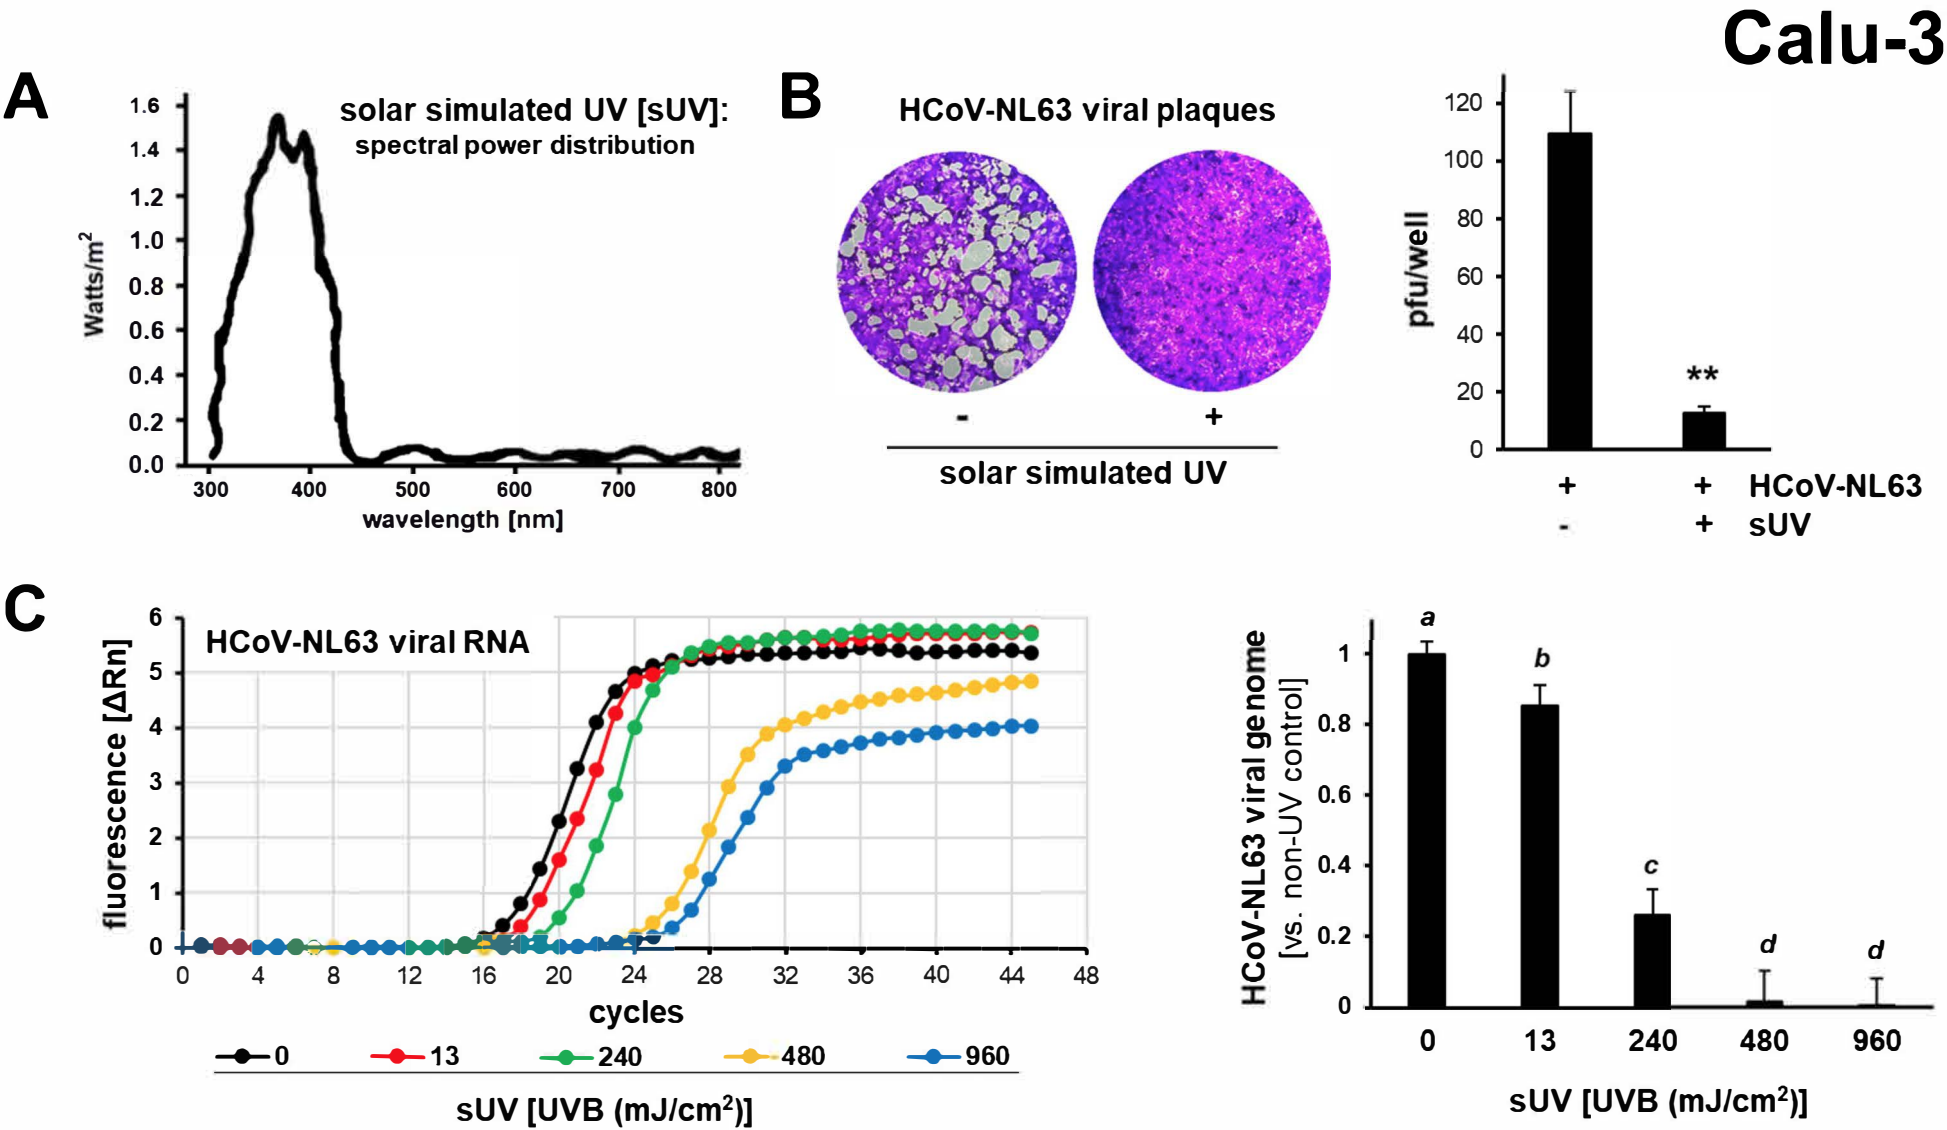 Calu-3
A
solar simulated UV [sUV]:
spectral power distribution
1.6
1.4
1.2
1.0
0.8
0.6
0.4
0.2
0.0
Watts/m²
300 400 500 600 700 800
wavelength [nm]
B
HCoV-NL63 viral plaques
- +
solar simulated UV
120
100
80
60
40
20
0
pfu/well
**
+ + HCoV-NL63
- + sUV
C
HCoV-NL63 viral RNA
6
5
4
3
2
1
0
fluorescence [ΔRn]
0 4 8 12 16 20 24 28 32 36 40 44 48
cycles
0 13 240 480 960
sUV [UVB (mJ/cm²)]
HCoV-NL63 viral genome
[vs. non-UV control]
1
0.8
0.6
0.4
0.2
0
a
b
c
d
d
0 13 240 480 960
sUV [UVB (mJ/cm²)]